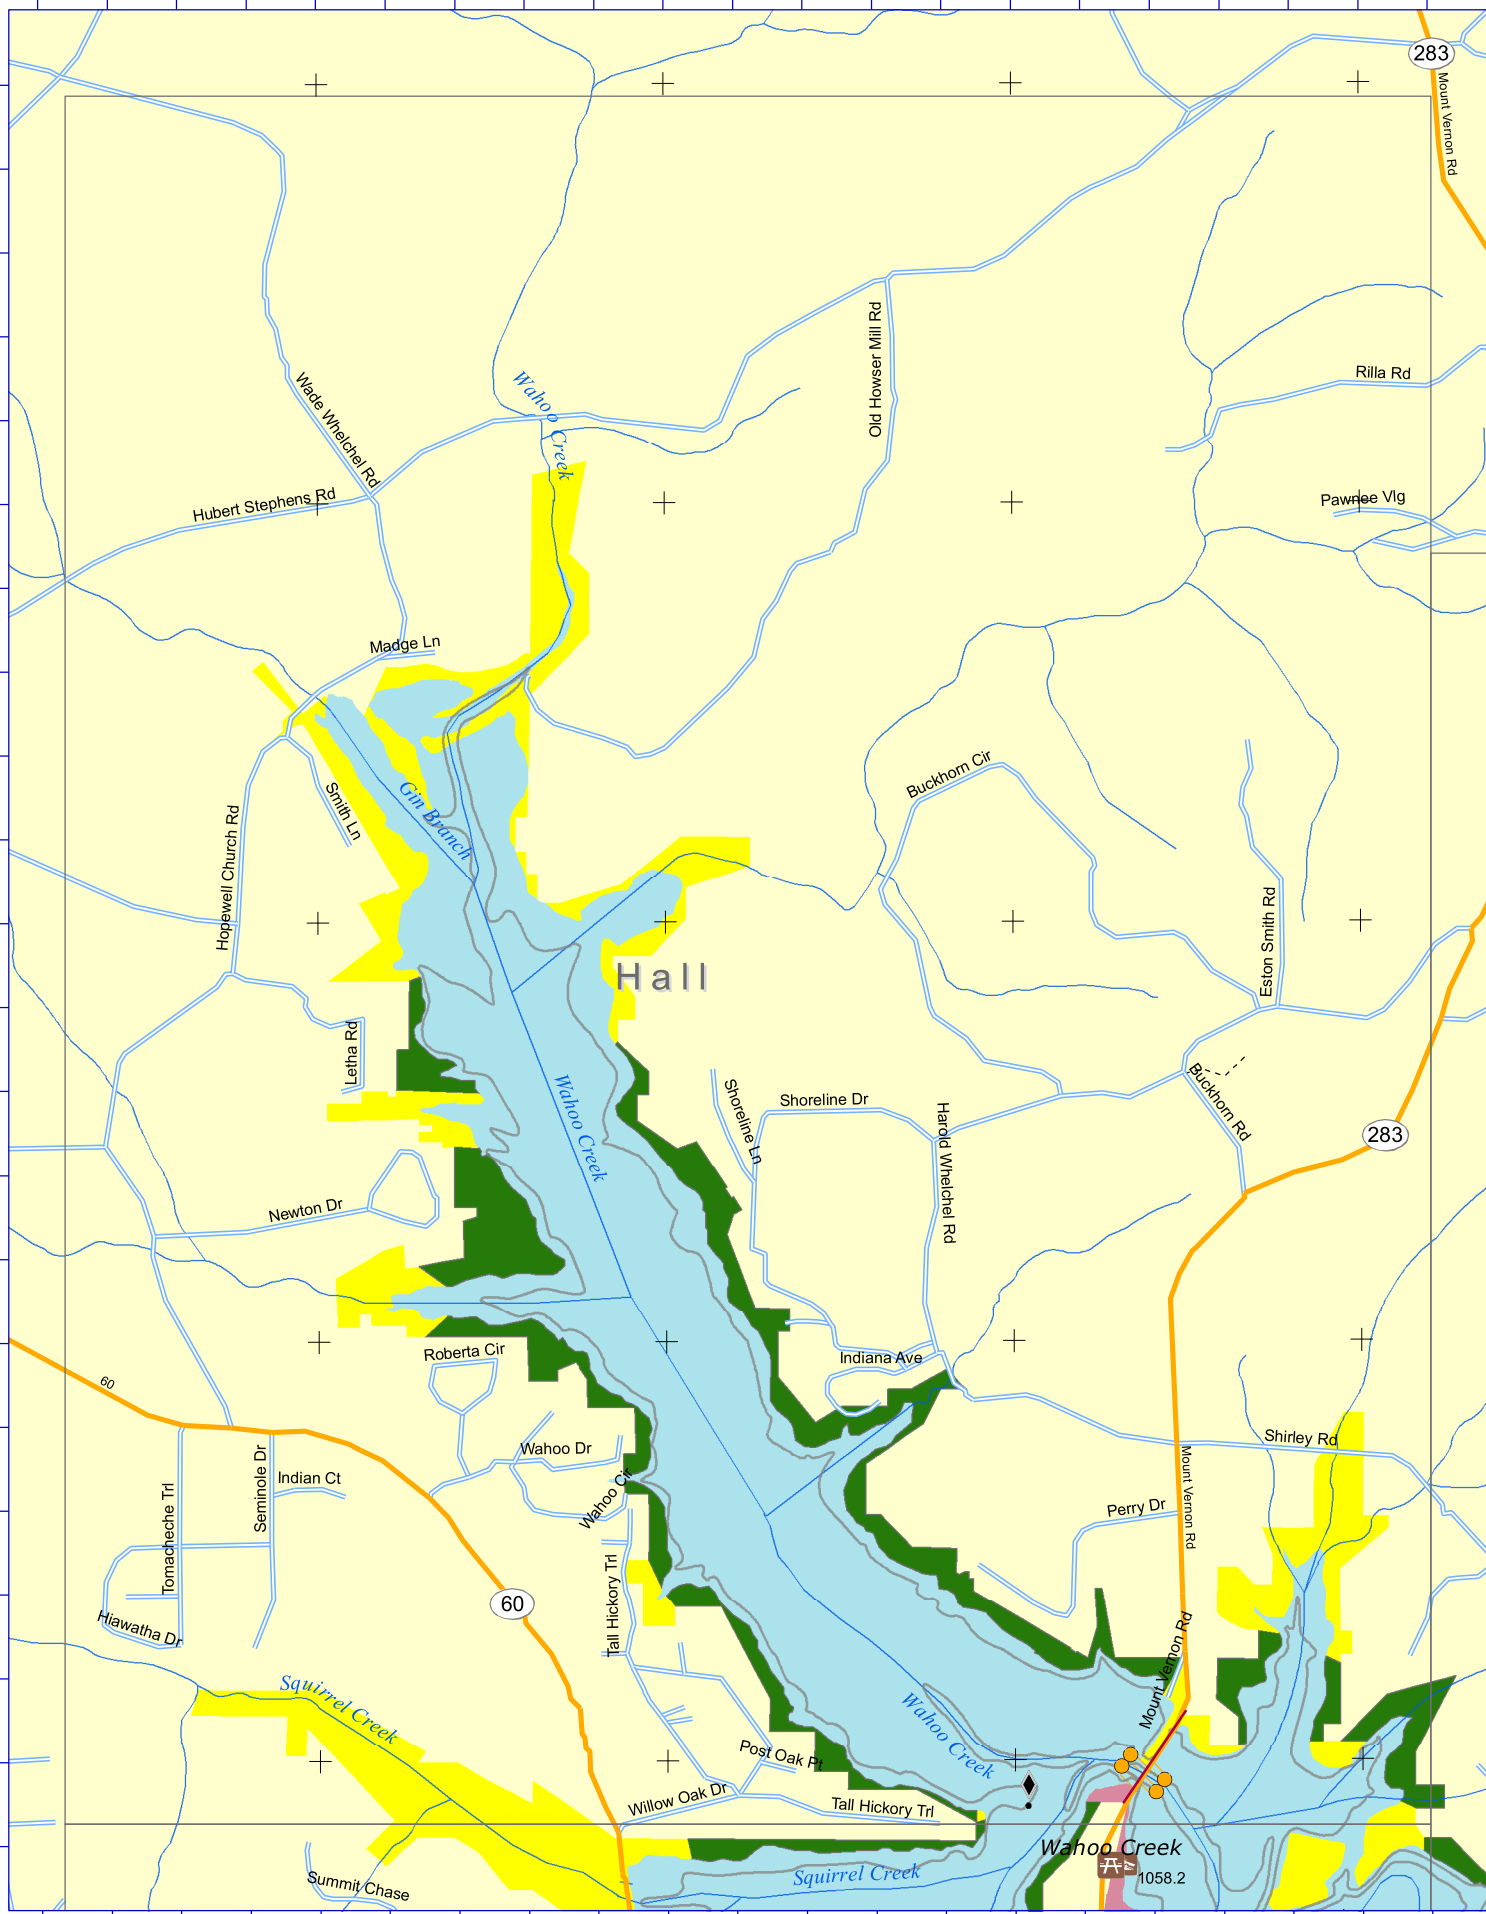 283
Mount Vernon Rd
Old Howser Mill Rd
Rilla Rd
Wahoo Creek
Wade Whelchel Rd
Hubert Stephens Rd
Pawnee Vlg
Madge Ln
Buckhorn Cir
Smith Ln
Gin Branch
Hopewell Church Rd
Eston Smith Rd
Hall
Letha Rd
Wahoo Creek
Shoreline Ln
Shoreline Dr
Harold Whelchel Rd
Buckhorn Rd
283
Newton Dr
Roberta Cir
Indiana Ave
60
Wahoo Dr
Shirley Rd
Seminole Dr
Indian Ct
Wahoo Cir
Mount Vernon Rd
Perry Dr
Tomacheche Trl
Tall Hickory Trl
60
Hiawatha Dr
Mount Vernon Rd
Squirrel Creek
Wahoo Creek
Post Oak Pt
Willow Oak Dr
Tall Hickory Trl
Wahoo Creek
Squirrel Creek
1058.2
Summit Chase